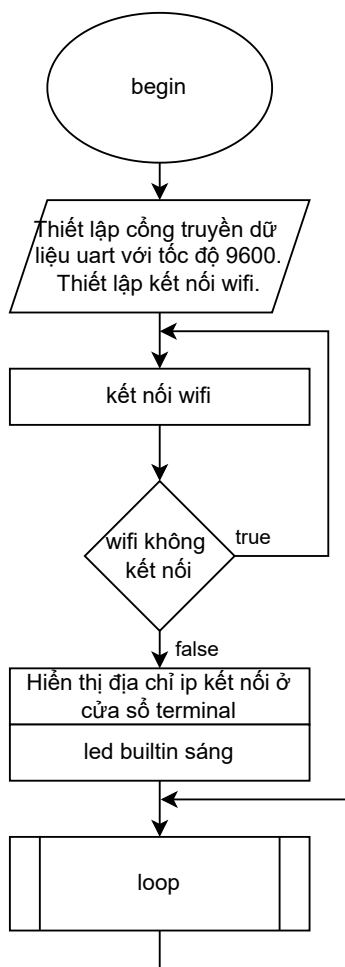 begin
Thiết lập cổng truyền dữ
liệu uart với tốc độ 9600.
Thiết lập kết nối wifi.
kết nối wifi
wifi không
kết nối
true
false
Hiển thị địa chỉ ip kết nối ở
cửa sổ terminal
led builtin sáng
loop